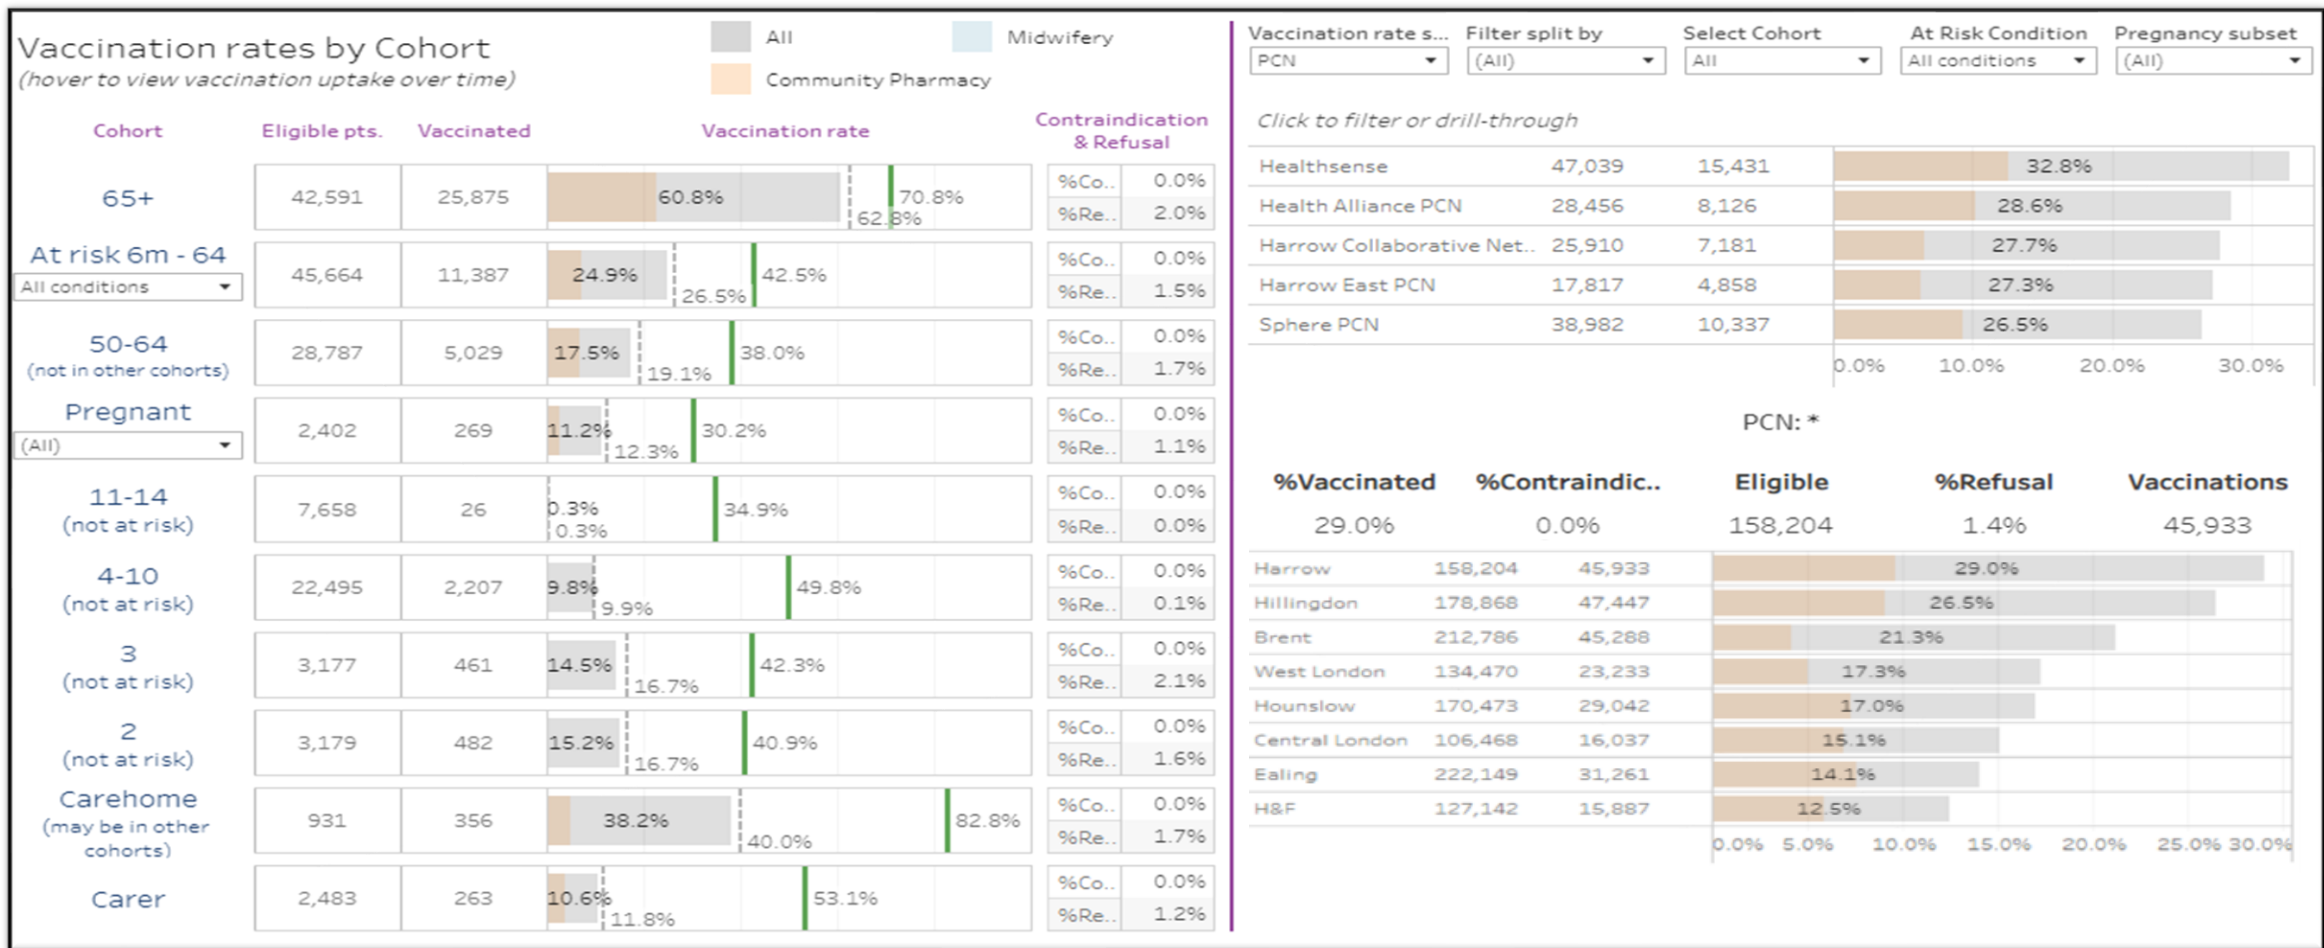 Vaccination rates by Cohort
(hover to view vaccination uptake over time)
All
Midwifery
Community Pharmacy
Cohort Eligible pts. Vaccinated Vaccination rate Contraindication & Refusal
65+ 42,591 25,875 60.8% 62.8% 70.8% %Co.. 0.0%
%Re.. 2.0%
At risk 6m - 64 45,664 11,387 24.9% 26.5% 42.5% %Co.. 0.0%
All conditions %Re.. 1.5%
50-64 28,787 5,029 17.5% 19.1% 38.0% %Co.. 0.0%
(not in other cohorts) %Re.. 1.7%
Pregnant 2,402 269 11.2% 12.3% 30.2% %Co.. 0.0%
(All) %Re.. 1.1%
11-14 7,658 26 0.3% 0.3% 34.9% %Co.. 0.0%
(not at risk) %Re.. 0.0%
4-10 22,495 2,207 9.8% 9.9% 49.8% %Co.. 0.0%
(not at risk) %Re.. 0.1%
3 3,177 461 14.5% 16.7% 42.3% %Co.. 0.0%
(not at risk) %Re.. 2.1%
2 3,179 482 15.2% 16.7% 40.9% %Co.. 0.0%
(not at risk) %Re.. 1.6%
Carehome 931 356 38.2% 40.0% 82.8% %Co.. 0.0%
(may be in other %Re.. 1.7%
cohorts)
Carer 2,483 263 10.6% 11.8% 53.1% %Co.. 0.0%
%Re.. 1.2%
Vaccination rate s... Filter split by Select Cohort At Risk Condition Pregnancy subset
PCN (All) All All conditions (All)
Click to filter or drill-through
Healthsense 47,039 15,431 32.8%
Health Alliance PCN 28,456 8,126 28.6%
Harrow Collaborative Net.. 25,910 7,181 27.7%
Harrow East PCN 17,817 4,858 27.3%
Sphere PCN 38,982 10,337 26.5%
0.0% 10.0% 20.0% 30.0%
PCN: *
%Vaccinated %Contraindic.. Eligible %Refusal Vaccinations
29.0% 0.0% 158,204 1.4% 45,933
Harrow 158,204 45,933 29.0%
Hillingdon 178,868 47,447 26.5%
Brent 212,786 45,288 21.3%
West London 134,470 23,233 17.3%
Hounslow 170,473 29,042 17.0%
Central London 106,468 16,037 15.1%
Ealing 222,149 31,261 14.1%
H&F 127,142 15,887 12.5%
0.0% 5.0% 10.0% 15.0% 20.0% 25.0% 30.0%